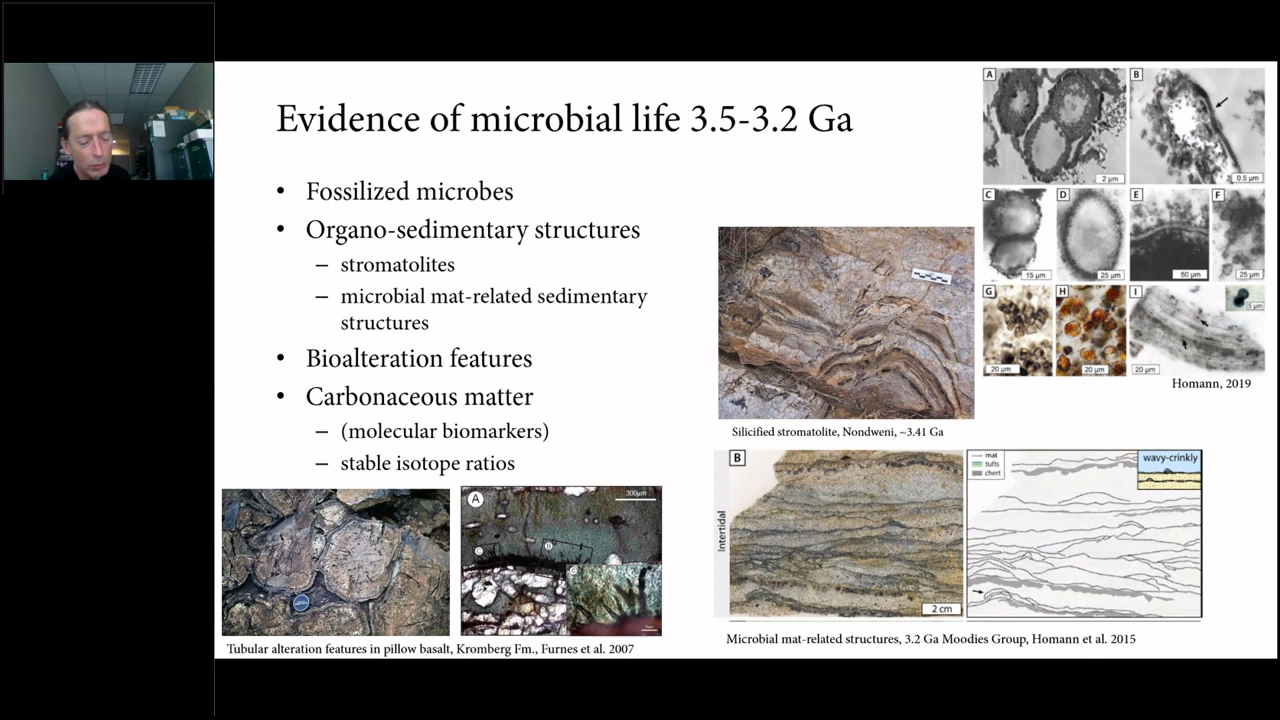 Evidence of microbial life 3.5-3.2 Ga
• Fossilized microbes
• Organo-sedimentary structures
– stromatolites
– microbial mat-related sedimentary
structures
• Bioalteration features
• Carbonaceous matter
– (molecular biomarkers)
– stable isotope ratios
A
2 µm
B
0.5 µm
C
15 µm
D
25 µm
E
50 µm
F
25 µm
G
20 µm
H
20 µm
I
5 µm
20 µm
Homann, 2019
Silicified stromatolite, Nondweni, ~3.41 Ga
A
300µm
C
B
Tubular alteration features in pillow basalt, Kromberg Fm., Furnes et al. 2007
B
Intertidal
2 cm
mat
tufts
chert
wavy-crinkly
Microbial mat-related structures, 3.2 Ga Moodies Group, Homann et al. 2015